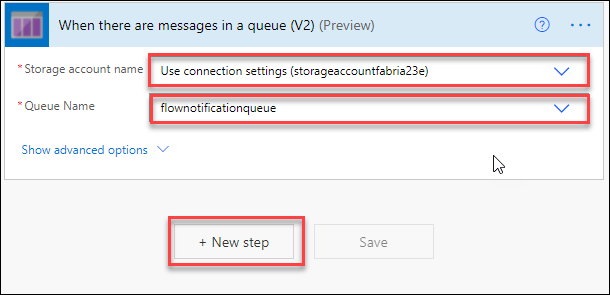 When there are messages in a queue (V2) (Preview)
* Storage account name Use connection settings (storageaccountfabria23e)
* Queue Name flownotificationqueue
Show advanced options
+ New step Save